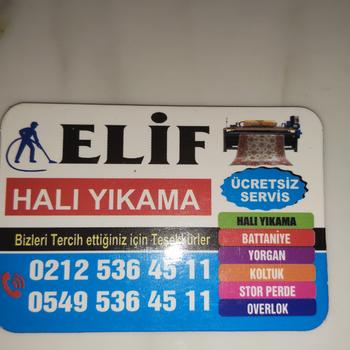 ELİF
HALI YIKAMA
ÜCRETSİZ
SERVİS
Bizleri Tercih ettiğiniz için Teşekkürler
0212 536 45 11
0549 536 45 11
HALI YIKAMA
BATTANİYE
YORGAN
KOLTUK
STOR PERDE
OVERLOK